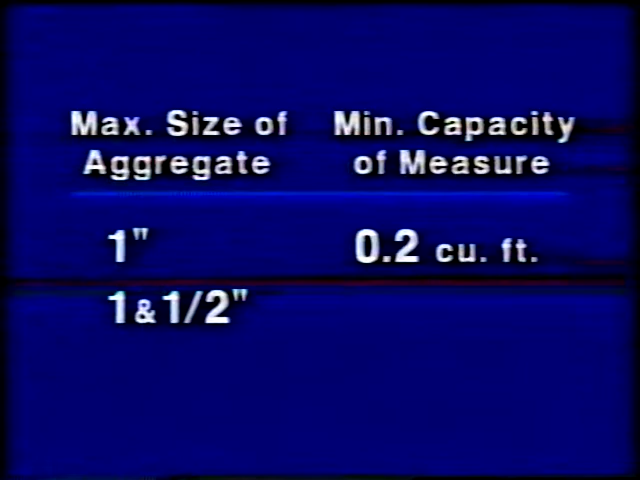 Max. Size of Aggregate
Min. Capacity of Measure
1" 0.2 cu. ft.
1&1/2"